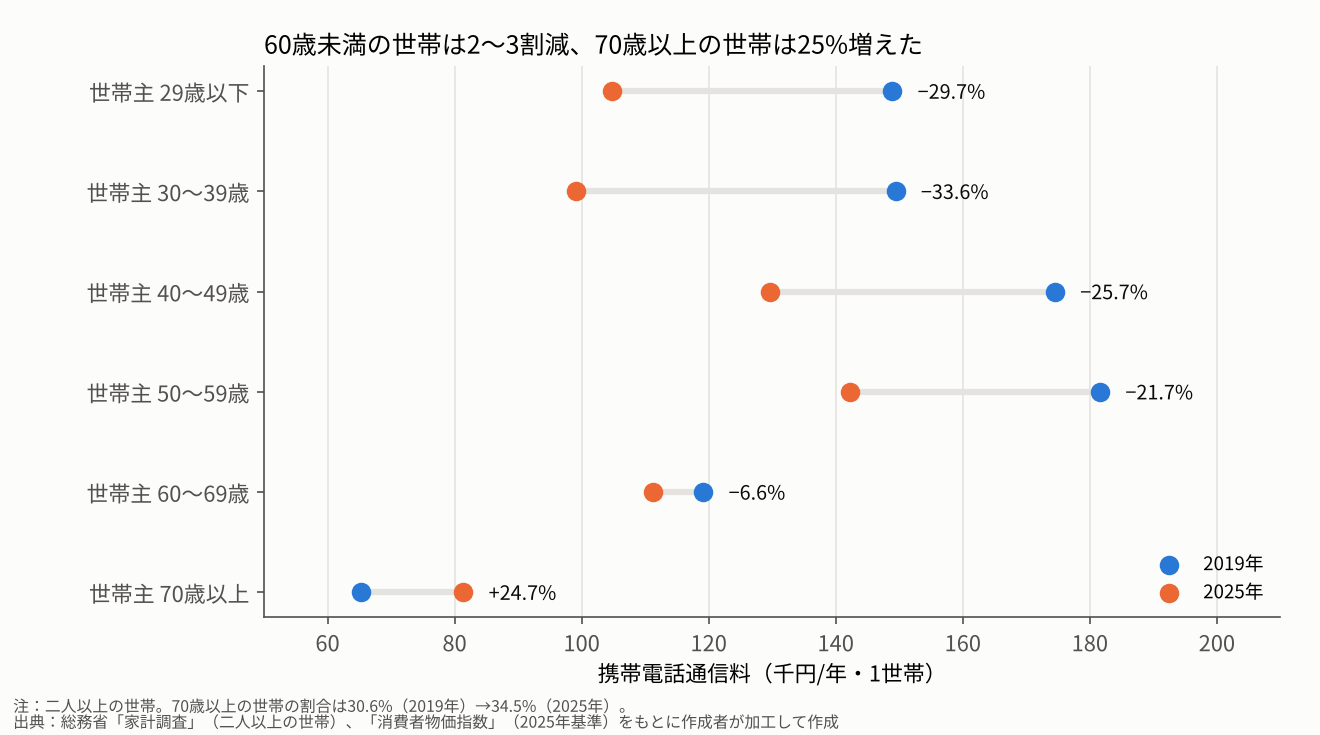 60歳未満の世帯は2～3割減、70歳以上の世帯は25%増えた
世帯主 29歳以下
−29.7%
世帯主 30～39歳
−33.6%
世帯主 40～49歳
−25.7%
世帯主 50～59歳
−21.7%
世帯主 60～69歳
−6.6%
世帯主 70歳以上
+24.7%
2019年
2025年
60 80 100 120 140 160 180 200
携帯電話通信料（千円/年・1世帯）
注：二人以上の世帯。70歳以上の世帯の割合は30.6%（2019年）→34.5%（2025年）。
出典：総務省「家計調査」（二人以上の世帯）、「消費者物価指数」（2025年基準）をもとに作成者が加工して作成